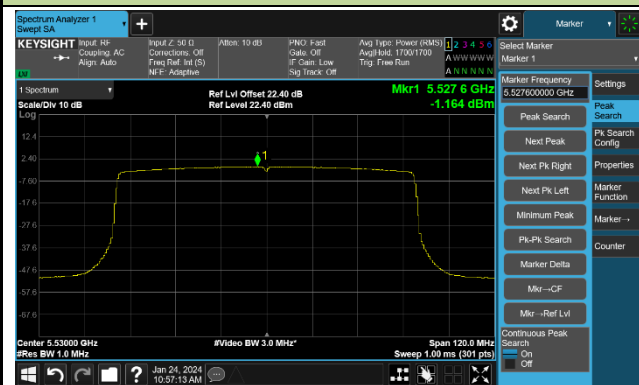 Spectrum Analyzer 1
Swept SA
+
Marker
KEYSIGHT
Input: RF
Coupling: AC
Align: Auto
Input Z: 50 Ω
Corrections: Off
Freq Ref: Int (S)
NFE: Adaptive
Atten: 10 dB
PNO: Fast
Gate: Off
IF Gain: Low
Sig Track: Off
Avg Type: Power (RMS)
Avg|Hold: 1700/1700
Trig: Free Run
1 2 3 4 5 6
A W W W W W
A N N N N N
Select Marker
Marker 1
1 Spectrum
Scale/Div 10 dB
Log
Ref Lvl Offset 22.40 dB
Ref Level 22.40 dBm
Mkr1 5.527 6 GHz
-1.164 dBm
12.4
2.40
-7.60
-17.6
-27.6
-37.6
-47.6
-57.6
-67.6
1
Center 5.53000 GHz
#Res BW 1.0 MHz
#Video BW 3.0 MHz*
Span 120.0 MHz
Sweep 1.00 ms (301 pts)
Marker Frequency
5.527600000 GHz
Peak Search
Next Peak
Next Pk Right
Next Pk Left
Minimum Peak
Pk-Pk Search
Marker Delta
Mkr→CF
Mkr→Ref Lvl
Continuous Peak
Search
On
Off
Settings
Peak
Search
Pk Search
Config
Properties
Marker
Function
Marker→
Counter
?
Jan 24, 2024
10:57:13 AM